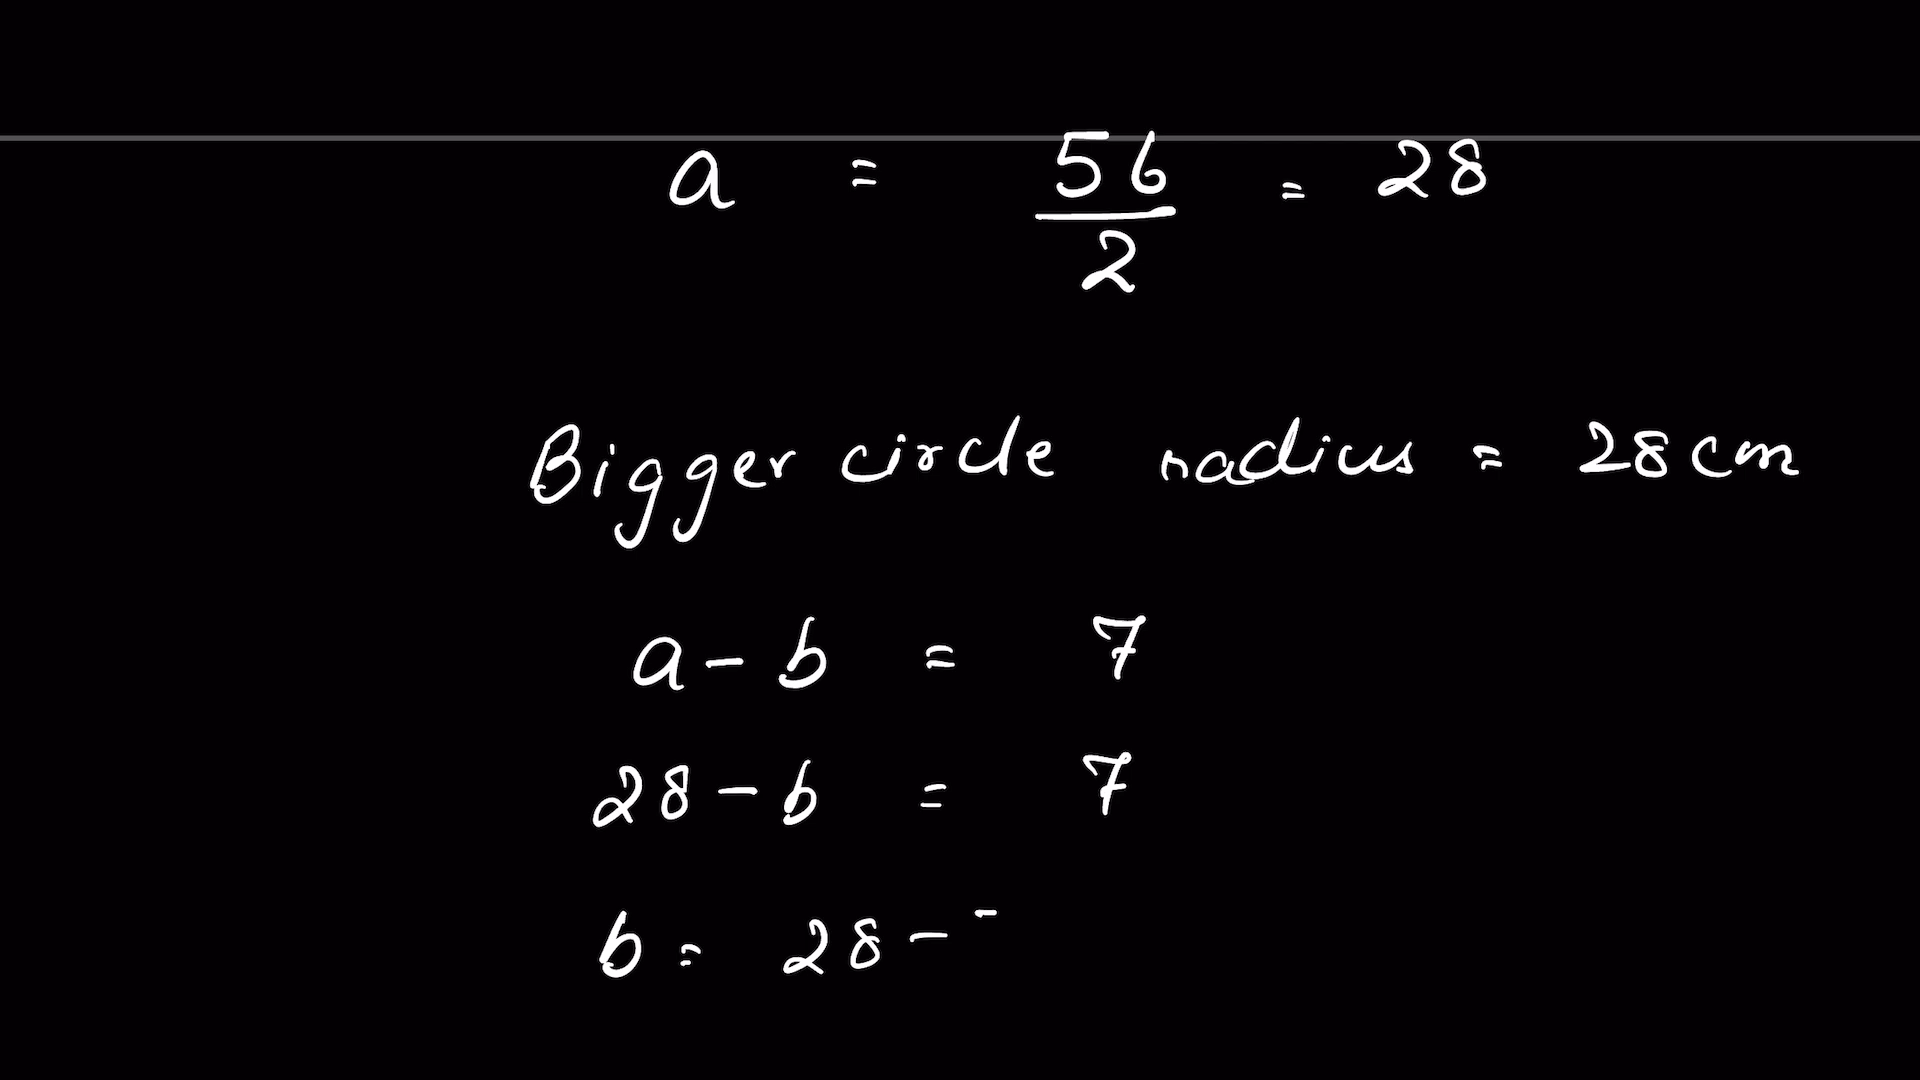 a = 56/2 = 28
Bigger circle radius = 28 cm
a - b = 7
28 - b = 7
b = 28 -